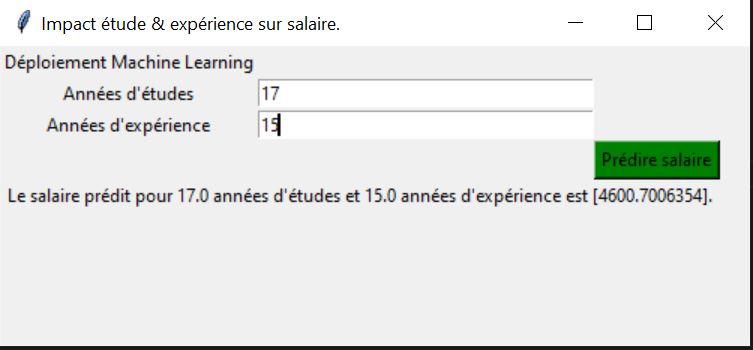 Impact étude & expérience sur salaire.
Déploiement Machine Learning
Années d'études 17
Années d'expérience 15
Prédire salaire
Le salaire prédit pour 17.0 années d'études et 15.0 années d'expérience est [4600.7006354].